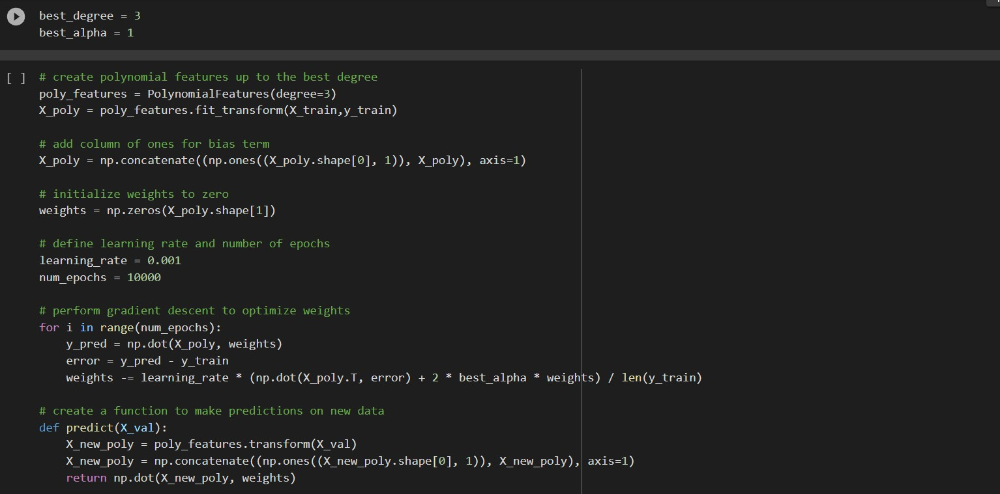 best_degree = 3
best_alpha = 1
[ ] # create polynomial features up to the best degree
poly_features = PolynomialFeatures(degree=3)
X_poly = poly_features.fit_transform(X_train,y_train)
# add column of ones for bias term
X_poly = np.concatenate((np.ones((X_poly.shape[0], 1)), X_poly), axis=1)
# initialize weights to zero
weights = np.zeros(X_poly.shape[1])
# define learning rate and number of epochs
learning_rate = 0.001
num_epochs = 10000
# perform gradient descent to optimize weights
for i in range(num_epochs):
    y_pred = np.dot(X_poly, weights)
    error = y_pred - y_train
    weights -= learning_rate * (np.dot(X_poly.T, error) + 2 * best_alpha * weights) / len(y_train)
# create a function to make predictions on new data
def predict(X_val):
    X_new_poly = poly_features.transform(X_val)
    X_new_poly = np.concatenate((np.ones((X_new_poly.shape[0], 1)), X_new_poly), axis=1)
    return np.dot(X_new_poly, weights)